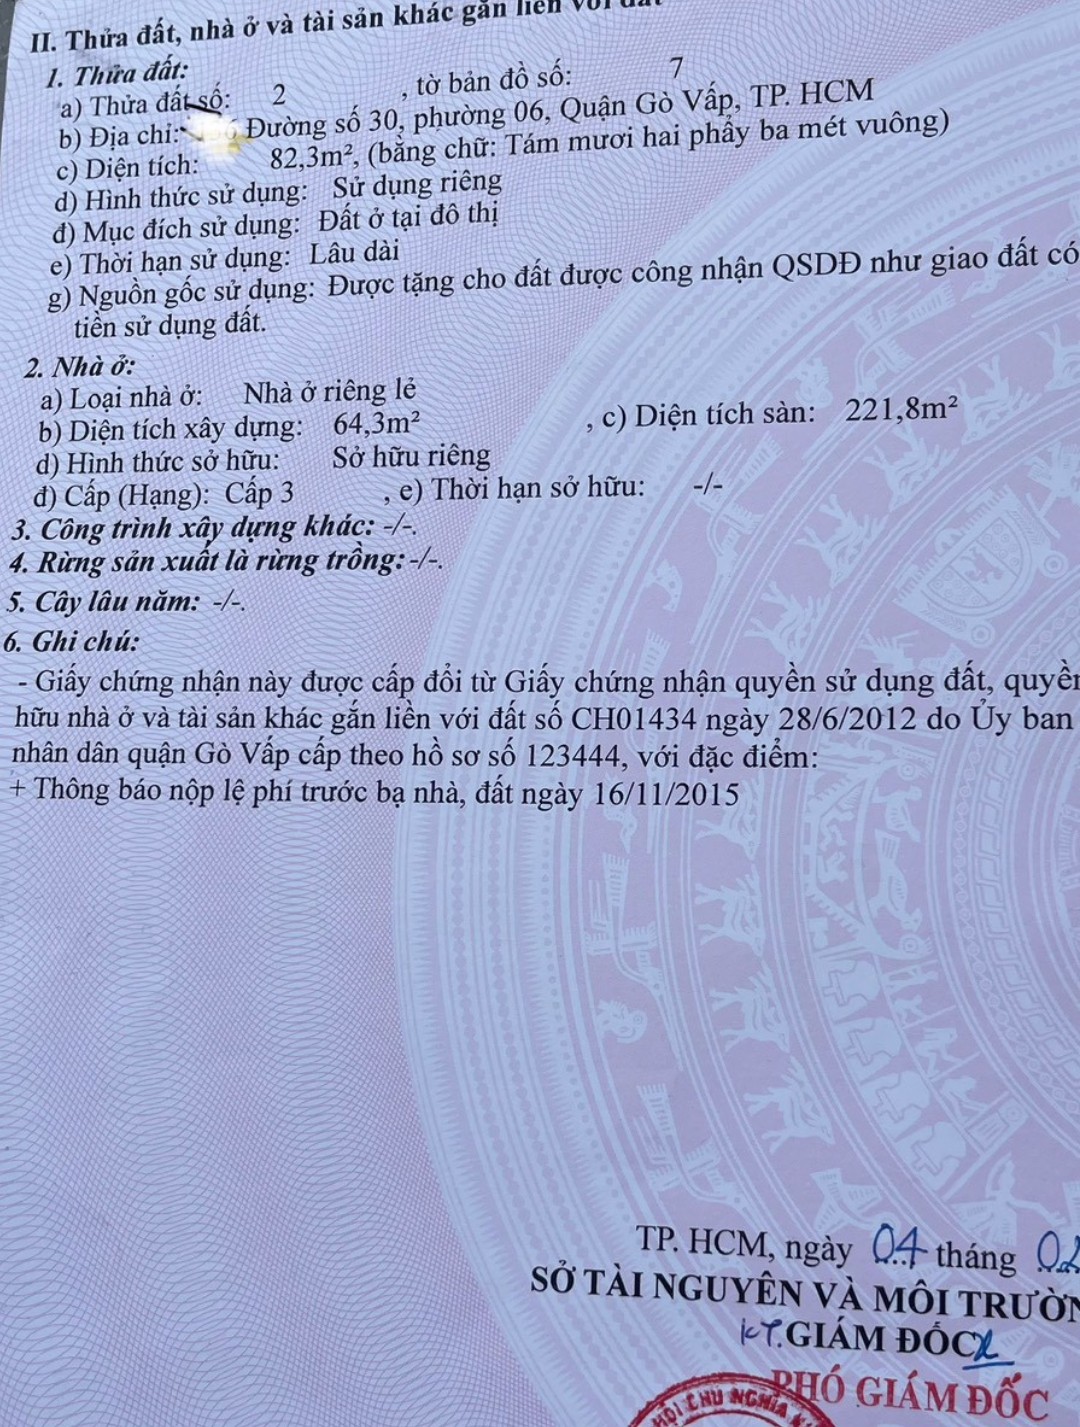 II. Thửa đất, nhà ở và tài sản khác gắn liền với đất
1. Thửa đất:
a) Thửa đất số: 2 , tờ bản đồ số: 7
b) Địa chỉ: Đường số 30, phường 06, Quận Gò Vấp, TP. HCM
c) Diện tích: 82,3m², (bằng chữ: Tám mươi hai phẩy ba mét vuông)
d) Hình thức sử dụng: Sử dụng riêng
đ) Mục đích sử dụng: Đất ở tại đô thị
e) Thời hạn sử dụng: Lâu dài
g) Nguồn gốc sử dụng: Được tặng cho đất được công nhận QSDĐ như giao đất có
tiền sử dụng đất.
2. Nhà ở:
a) Loại nhà ở: Nhà ở riêng lẻ
b) Diện tích xây dựng: 64,3m² , c) Diện tích sàn: 221,8m²
d) Hình thức sở hữu: Sở hữu riêng
đ) Cấp (Hạng): Cấp 3 , e) Thời hạn sở hữu: -/-
3. Công trình xây dựng khác: -/-.
4. Rừng sản xuất là rừng trồng: -/-.
5. Cây lâu năm: -/-.
6. Ghi chú:
- Giấy chứng nhận này được cấp đổi từ Giấy chứng nhận quyền sử dụng đất, quyền
hữu nhà ở và tài sản khác gắn liền với đất số CH01434 ngày 28/6/2012 do Ủy ban
nhân dân quận Gò Vấp cấp theo hồ sơ số 123444, với đặc điểm:
+ Thông báo nộp lệ phí trước bạ nhà, đất ngày 16/11/2015
TP. HCM, ngày 04 tháng 02
SỞ TÀI NGUYÊN VÀ MÔI TRƯỜN
KT.GIÁM ĐỐC
PHÓ GIÁM ĐỐC
HỘI CHỦ NGHĨA